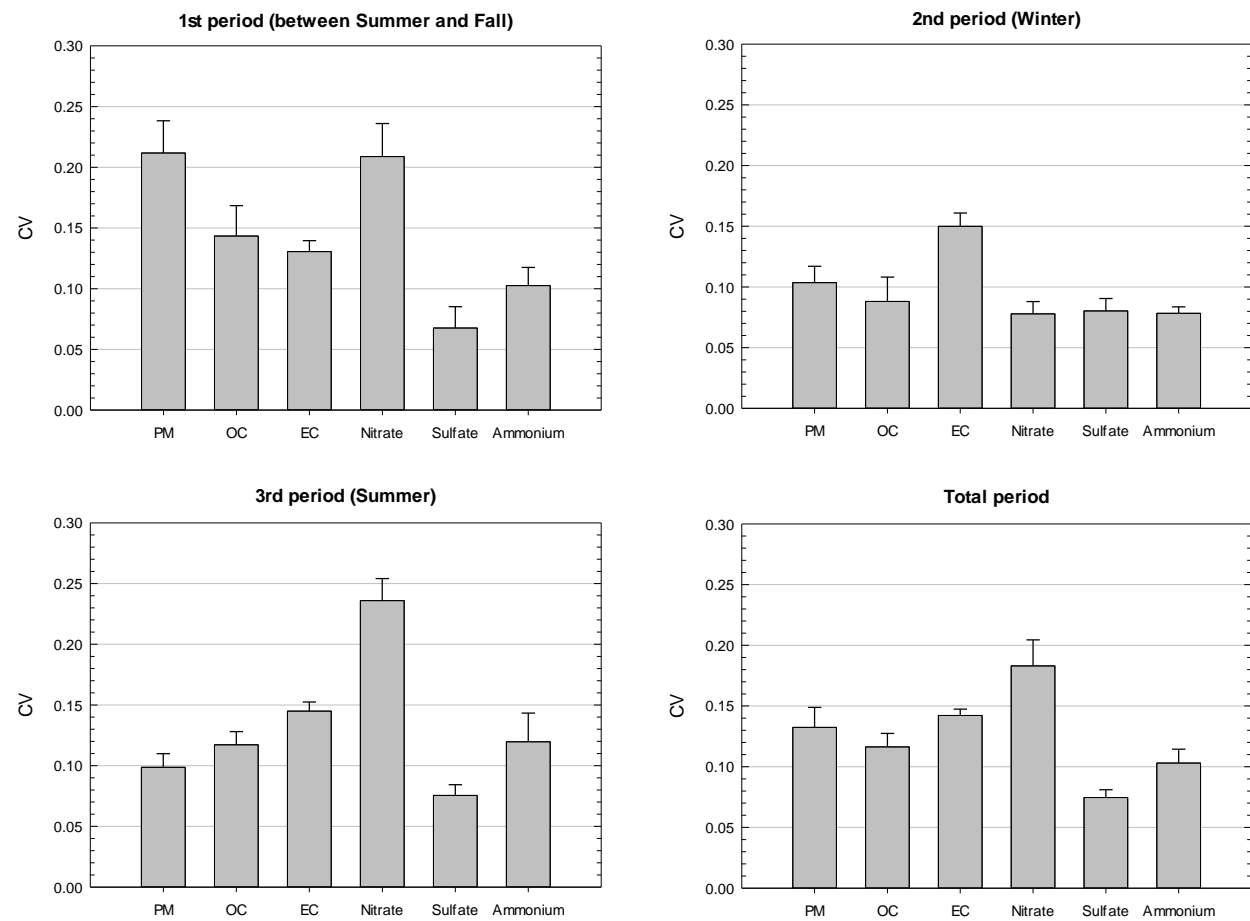 1st period (between Summer and Fall)
0.30
0.25
0.20
0.15
0.10
0.05
0.00
CV
PM OC EC Nitrate Sulfate Ammonium
2nd period (Winter)
0.30
0.25
0.20
0.15
0.10
0.05
0.00
CV
PM OC EC Nitrate Sulfate Ammonium
3rd period (Summer)
0.30
0.25
0.20
0.15
0.10
0.05
0.00
CV
PM OC EC Nitrate Sulfate Ammonium
Total period
0.30
0.25
0.20
0.15
0.10
0.05
0.00
CV
PM OC EC Nitrate Sulfate Ammonium